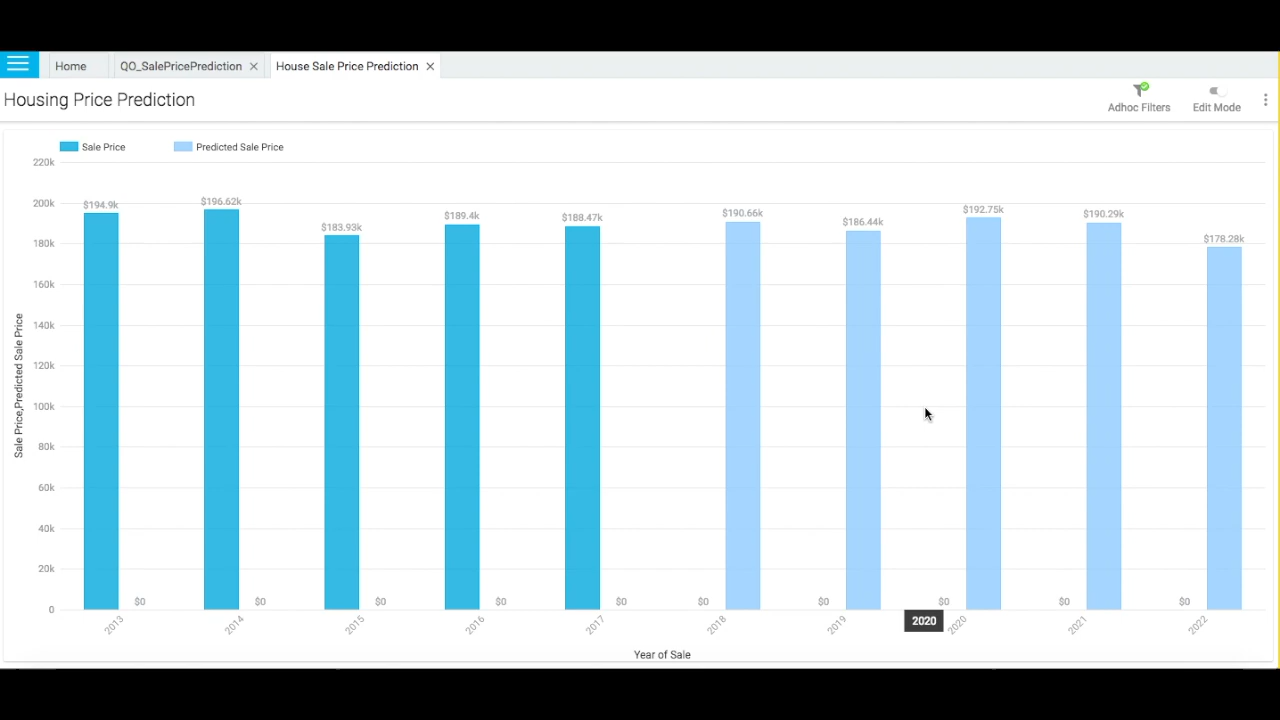 Home
QO_SalePricePrediction
House Sale Price Prediction
Housing Price Prediction
Adhoc Filters
Edit Mode
Sale Price
Predicted Sale Price
220k
200k
180k
160k
140k
120k
100k
80k
60k
40k
20k
0
Sale Price,Predicted Sale Price
$194.9k
$196.62k
$183.93k
$189.4k
$188.47k
$190.66k
$186.44k
$192.75k
$190.29k
$178.28k
$0
$0
$0
$0
$0
$0
$0
$0
$0
$0
2013
2014
2015
2016
2017
2018
2019
2020
2020
2021
2022
Year of Sale